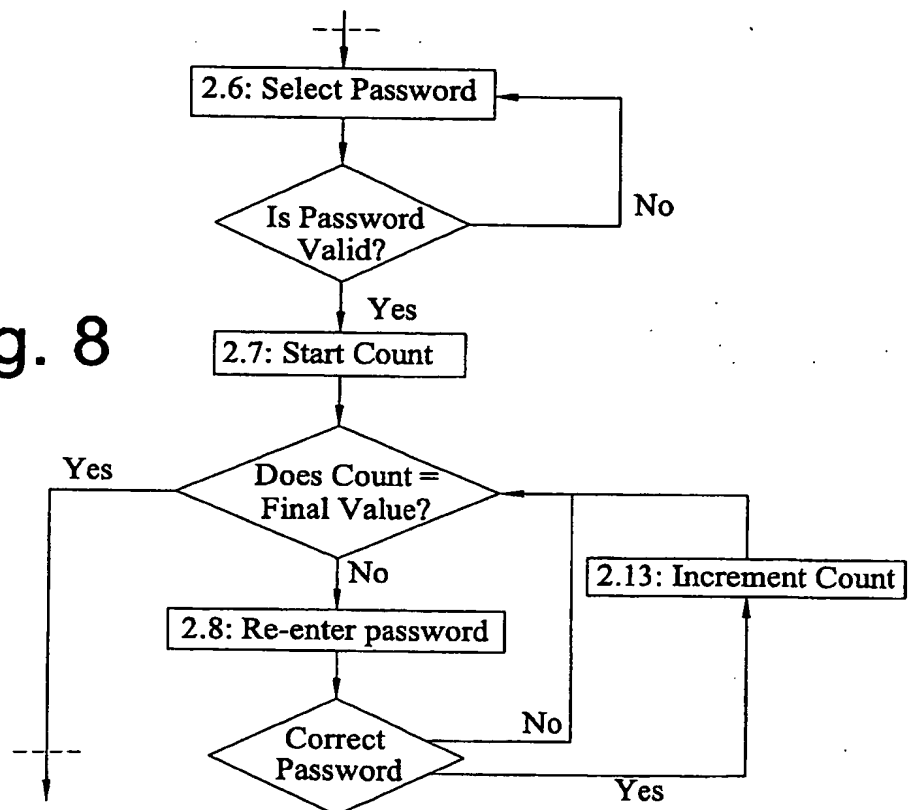 2.6: Select Password
Is Password
Valid?
No
Yes
g. 8
2.7: Start Count
Yes
Does Count =
Final Value?
No
2.13: Increment Count
2.8: Re-enter password
No
Correct
Password
Yes